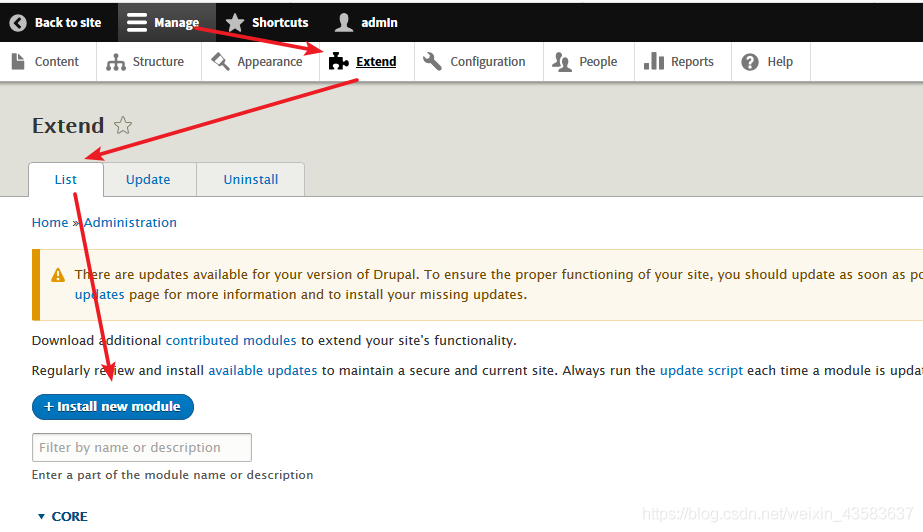 Back to site Manage Shortcuts admin
Content Structure Appearance Extend Configuration People Reports Help
Extend
List Update Uninstall
Home » Administration
There are updates available for your version of Drupal. To ensure the proper functioning of your site, you should update as soon as po
updates page for more information and to install your missing updates.
Download additional contributed modules to extend your site's functionality.
Regularly review and install available updates to maintain a secure and current site. Always run the update script each time a module is upda
+ Install new module
Filter by name or description
Enter a part of the module name or description
CORE
https://blog.csdn.net/weixin_43583637